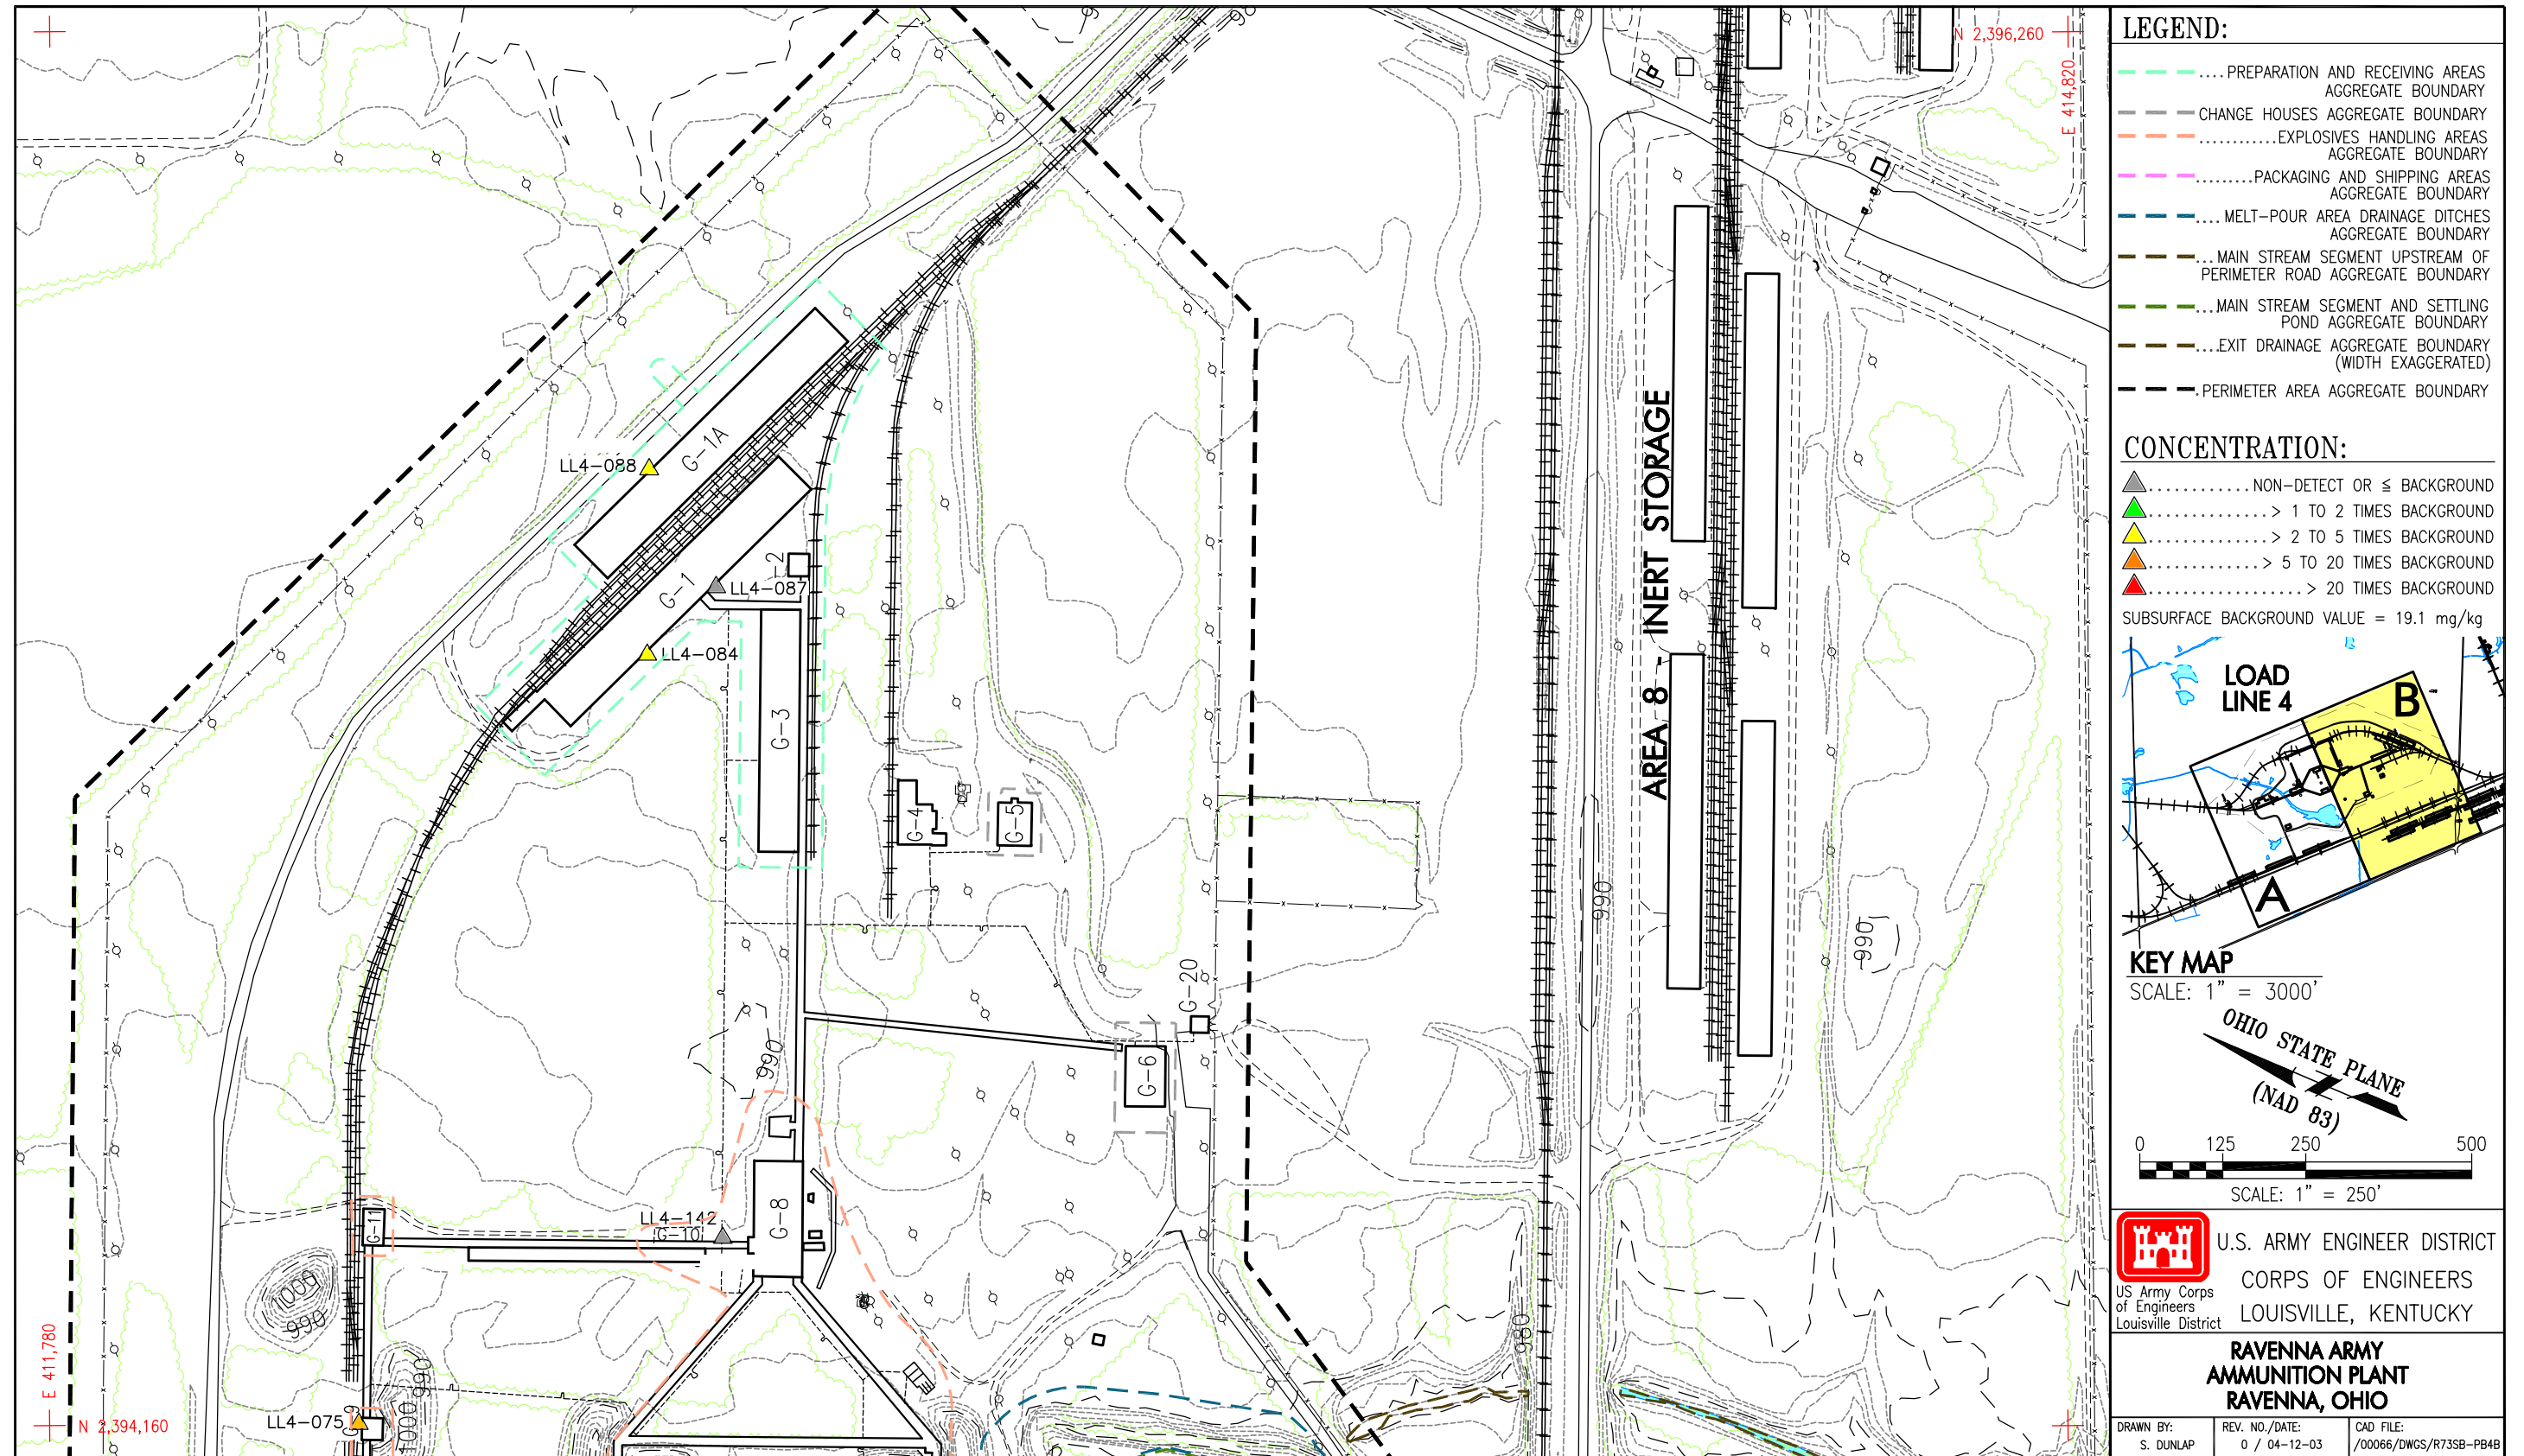 N 2,396,260
E 414,820
LL4-088
G-1A
G-1
2
LL4-087
LL4-084
G-3
G-4
G-5
G-20
G-6
990
G-8
LL4-142
G-10
G-11
1000
990
990
1000
LL4-075
E 411,780
N 2,394,160
AREA 8 - INERT STORAGE
990
990
980
LEGEND:
....PREPARATION AND RECEIVING AREAS
AGGREGATE BOUNDARY
CHANGE HOUSES AGGREGATE BOUNDARY
...........EXPLOSIVES HANDLING AREAS
AGGREGATE BOUNDARY
........PACKAGING AND SHIPPING AREAS
AGGREGATE BOUNDARY
....MELT-POUR AREA DRAINAGE DITCHES
AGGREGATE BOUNDARY
...MAIN STREAM SEGMENT UPSTREAM OF
PERIMETER ROAD AGGREGATE BOUNDARY
...MAIN STREAM SEGMENT AND SETTLING
POND AGGREGATE BOUNDARY
....EXIT DRAINAGE AGGREGATE BOUNDARY
(WIDTH EXAGGERATED)
.PERIMETER AREA AGGREGATE BOUNDARY
CONCENTRATION:
............NON-DETECT OR ≤ BACKGROUND
..............> 1 TO 2 TIMES BACKGROUND
..............> 2 TO 5 TIMES BACKGROUND
.............> 5 TO 20 TIMES BACKGROUND
..................> 20 TIMES BACKGROUND
SUBSURFACE BACKGROUND VALUE = 19.1 mg/kg
LOAD
LINE 4
B
A
KEY MAP
SCALE: 1" = 3000'
OHIO STATE PLANE
(NAD 83)
0 125 250 500
SCALE: 1" = 250'
U.S. ARMY ENGINEER DISTRICT
CORPS OF ENGINEERS
LOUISVILLE, KENTUCKY
US Army Corps
of Engineers
Louisville District
RAVENNA ARMY
AMMUNITION PLANT
RAVENNA, OHIO
DRAWN BY:
S. DUNLAP
REV. NO./DATE:
0 / 04-12-03
CAD FILE:
/00066/DWGS/R73SB-PB4B